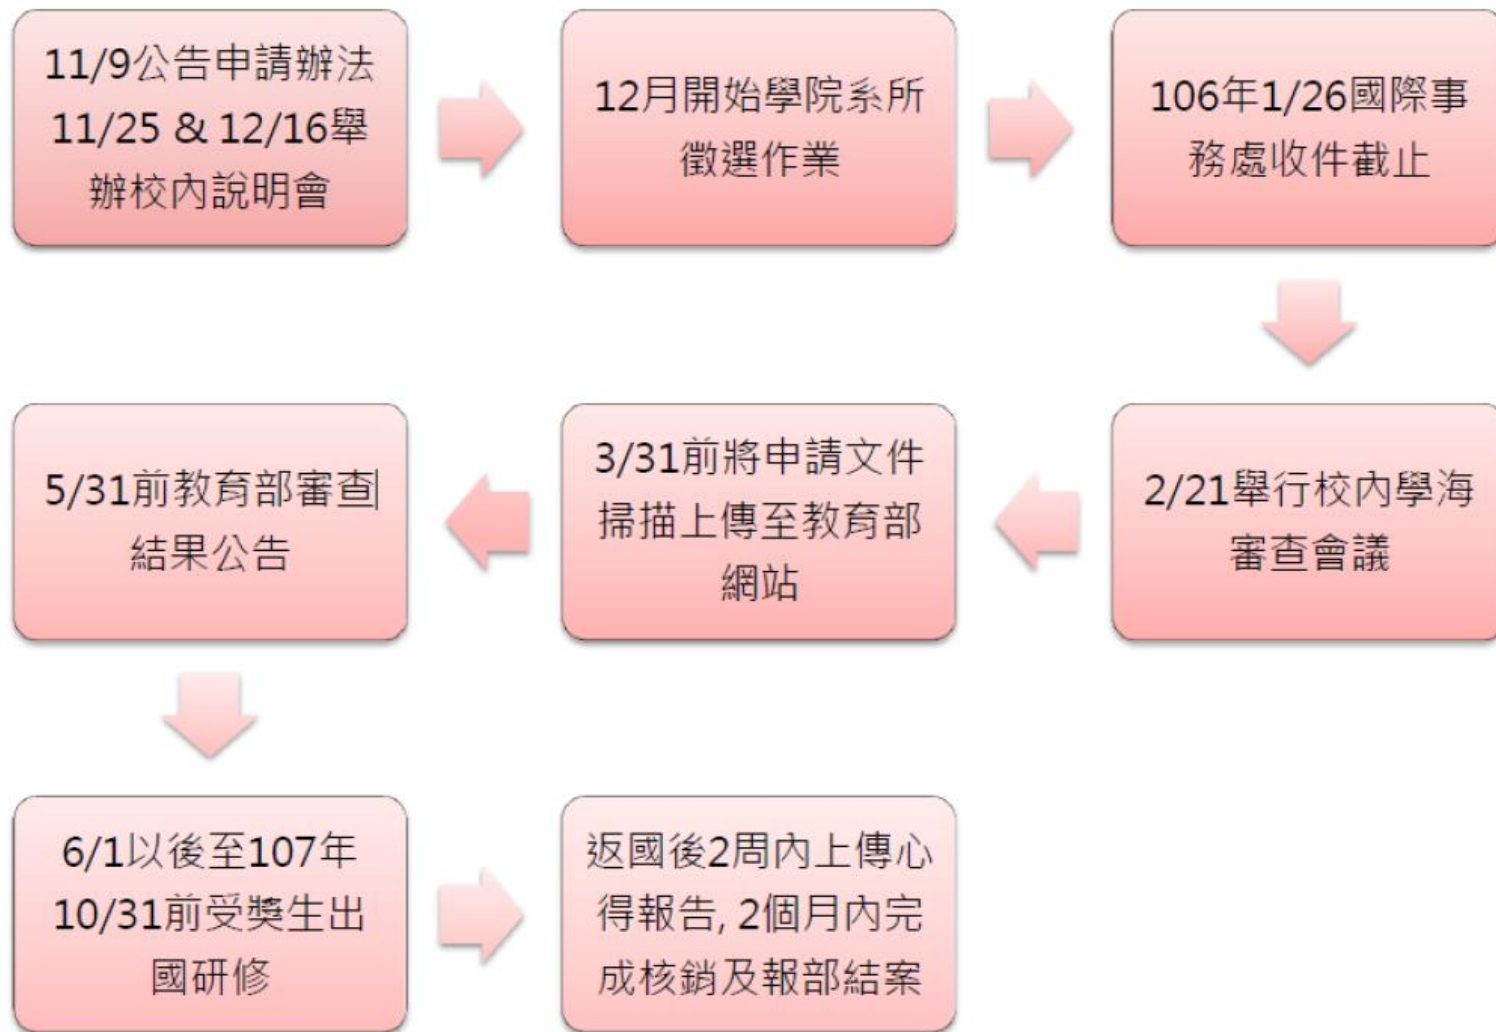 11/9公告申請辦法
11/25 & 12/16舉
辦校內說明會
12月開始學院系所
徵選作業
106年1/26國際事
務處收件截止
2/21舉行校內學海
審查會議
3/31前將申請文件
掃描上傳至教育部
網站
5/31前教育部審查
結果公告
6/1以後至107年
10/31前受獎生出
國研修
返國後2周內上傳心
得報告, 2個月內完
成核銷及報部結案